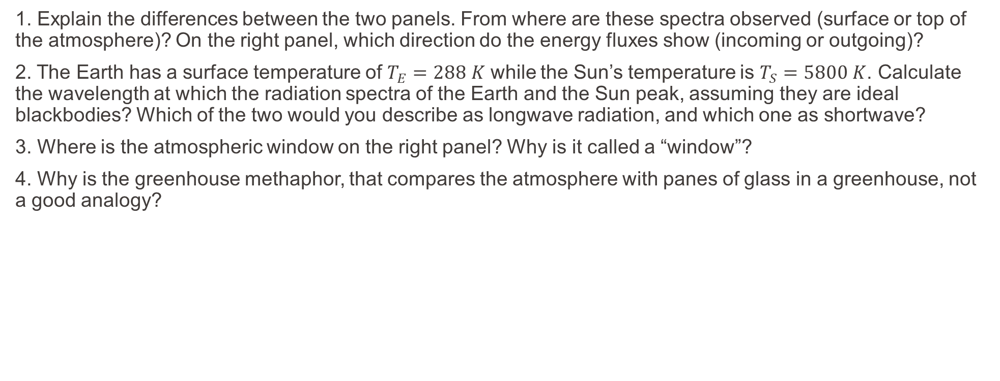 1. Explain the differences between the two panels. From where are these spectra observed (surface or top of
the atmosphere)? On the right panel, which direction do the energy fluxes show (incoming or outgoing)?
2. The Earth has a surface temperature of T_E = 288 K while the Sun’s temperature is T_S = 5800 K. Calculate
the wavelength at which the radiation spectra of the Earth and the Sun peak, assuming they are ideal
blackbodies? Which of the two would you describe as longwave radiation, and which one as shortwave?
3. Where is the atmospheric window on the right panel? Why is it called a “window”?
4. Why is the greenhouse methaphor, that compares the atmosphere with panes of glass in a greenhouse, not
a good analogy?